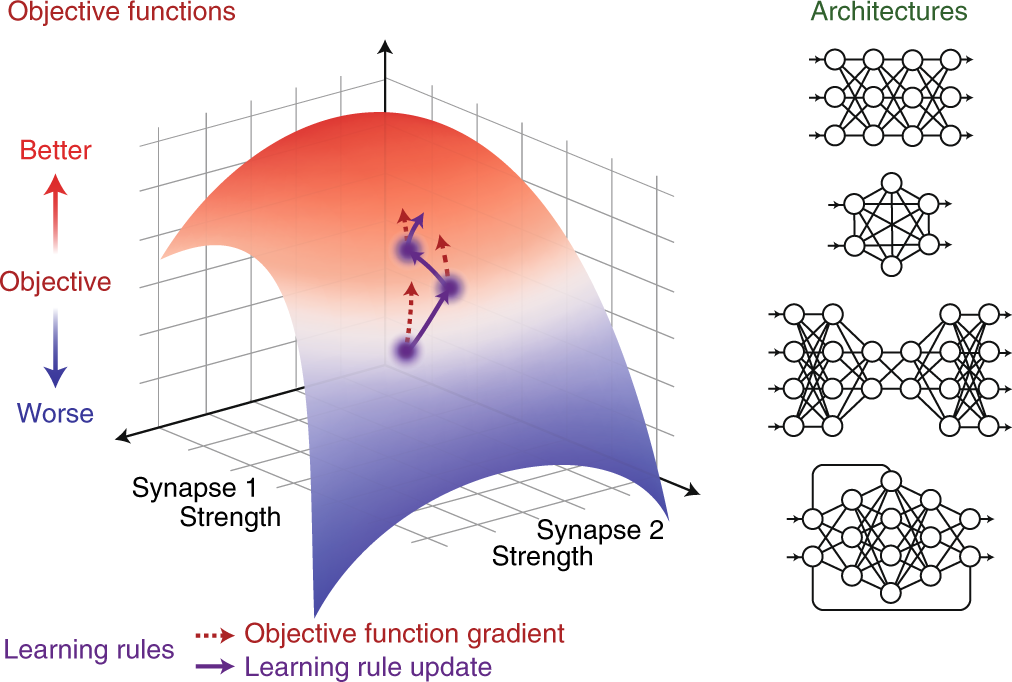 Objective functions
Architectures
Better
Objective
Worse
Synapse 1
Strength
Synapse 2
Strength
Learning rules
Objective function gradient
Learning rule update